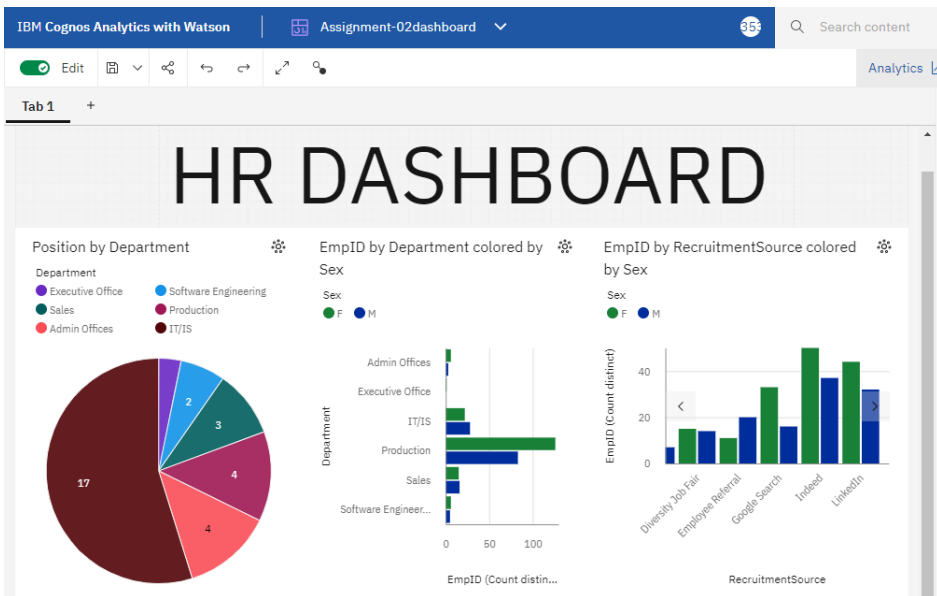 IBM Cognos Analytics with Watson
Assignment-02dashboard
353
Search content
Edit
Analytics
Tab 1
+
HR DASHBOARD
Position by Department
Department
Executive Office
Software Engineering
Sales
Production
Admin Offices
IT/IS
2
3
4
4
17
EmpID by Department colored by
Sex
Sex
F
M
Department
Admin Offices
Executive Office
IT/IS
Production
Sales
Software Engineer...
0 50 100
EmpID (Count distin...
EmpID by RecruitmentSource colored
by Sex
Sex
F
M
EmpID (Count distinct)
40
20
0
Diversity Job Fair
Employee Referral
Google Search
Indeed
LinkedIn
RecruitmentSource